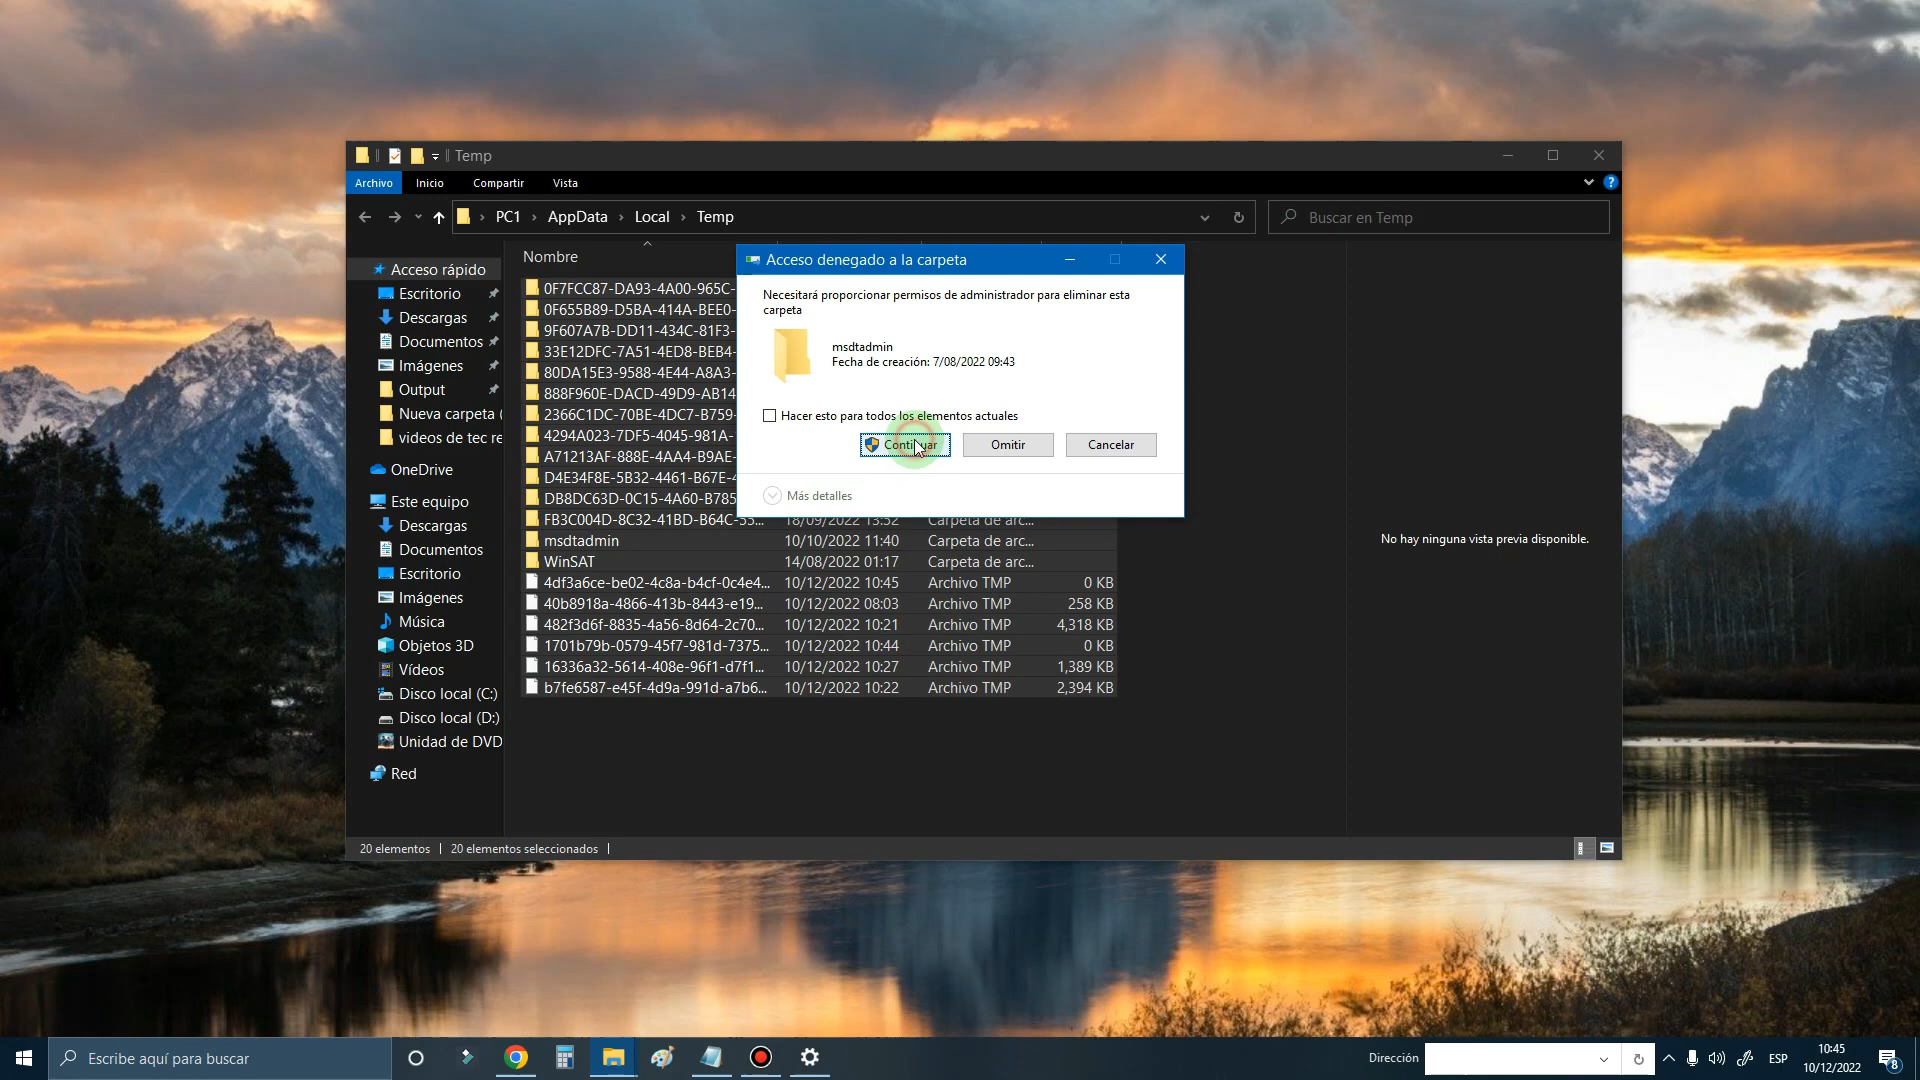 Temp
Archivo Inicio Compartir Vista
PC1 AppData Local Temp
Buscar en Temp
Acceso rápido
Escritorio
Descargas
Documentos
Imágenes
Output
Nueva carpeta (
videos de tec re
OneDrive
Este equipo
Descargas
Documentos
Escritorio
Imágenes
Música
Objetos 3D
Vídeos
Disco local (C:)
Disco local (D:)
Unidad de DVD
Red
Nombre
0F7FCC87-DA93-4A00-965C-
0F655B89-D5BA-414A-BEE0-
9F607A7B-DD11-434C-81F3-
33E12DFC-7A51-4ED8-BEB4-
80DA15E3-9588-4E44-A8A3-
888F960E-DACD-49D9-AB14
2366C1DC-70BE-4DC7-B759-
4294A023-7DF5-4045-981A-
A71213AF-888E-4AA4-B9AE-
D4E34F8E-5B32-4461-B67E-4
DB8DC63D-0C15-4A60-B785
FB3C004D-8C32-41BD-B64C-55... 18/09/2022 13:52 Carpeta de arc...
msdtadmin 10/10/2022 11:40 Carpeta de arc...
WinSAT 14/08/2022 01:17 Carpeta de arc...
4df3a6ce-be02-4c8a-b4cf-0c4e4... 10/12/2022 10:45 Archivo TMP 0 KB
40b8918a-4866-413b-8443-e19... 10/12/2022 08:03 Archivo TMP 258 KB
482f3d6f-8835-4a56-8d64-2c70... 10/12/2022 10:21 Archivo TMP 4,318 KB
1701b79b-0579-45f7-981d-7375... 10/12/2022 10:44 Archivo TMP 0 KB
16336a32-5614-408e-96f1-d7f1... 10/12/2022 10:27 Archivo TMP 1,389 KB
b7fe6587-e45f-4d9a-991d-a7b6... 10/12/2022 10:22 Archivo TMP 2,394 KB
Acceso denegado a la carpeta
Necesitará proporcionar permisos de administrador para eliminar esta
carpeta
msdtadmin
Fecha de creación: 7/08/2022 09:43
Hacer esto para todos los elementos actuales
Continuar Omitir Cancelar
Más detalles
No hay ninguna vista previa disponible.
20 elementos 20 elementos seleccionados
Escribe aquí para buscar
Dirección
ESP
10:45
10/12/2022
8